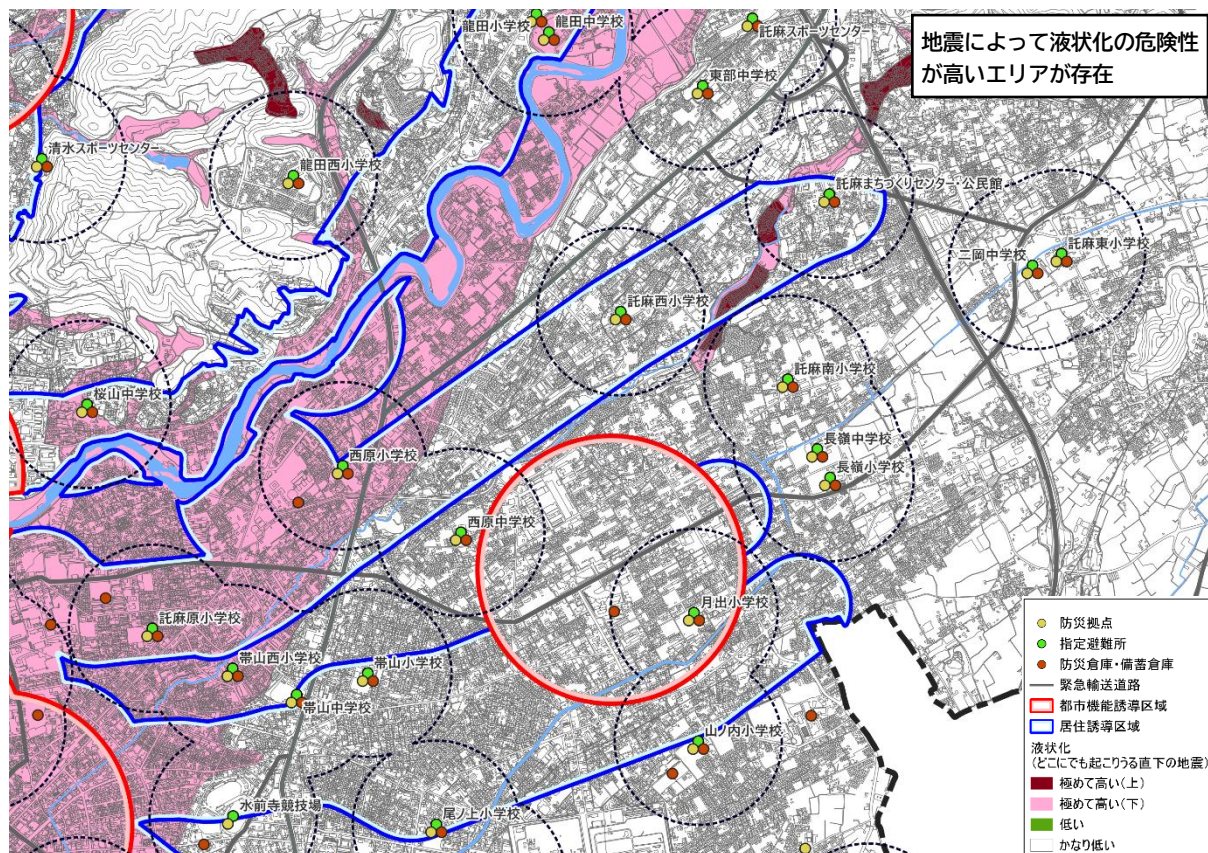 地震によって液状化の危険性
が高いエリアが存在
龍田小学校
龍田中学校
託麻スポーツセンター
東部中学校
清水スポーツセンター
龍田西小学校
託麻まちづくりセンター・公民館
託麻東小学校
二岡中学校
託麻西小学校
託麻南小学校
桜山中学校
長嶺中学校
西原小学校
長嶺小学校
西原中学校
月出小学校
託麻原小学校
帯山西小学校
帯山小学校
帯山中学校
山ノ内小学校
水前寺競技場
尾ノ上小学校
防災拠点
指定避難所
防災倉庫・備蓄倉庫
緊急輸送道路
都市機能誘導区域
居住誘導区域
液状化
(どこにでも起こりうる直下の地震)
極めて高い(上)
極めて高い(下)
低い
かなり低い